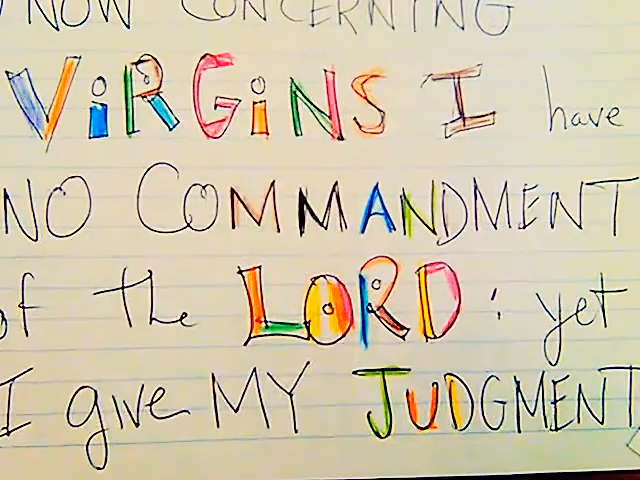 NOW CONCERNING
ViRGiNS I have
NO COMMANDMENT
of the LORD: yet
I give MY JUDGMENT